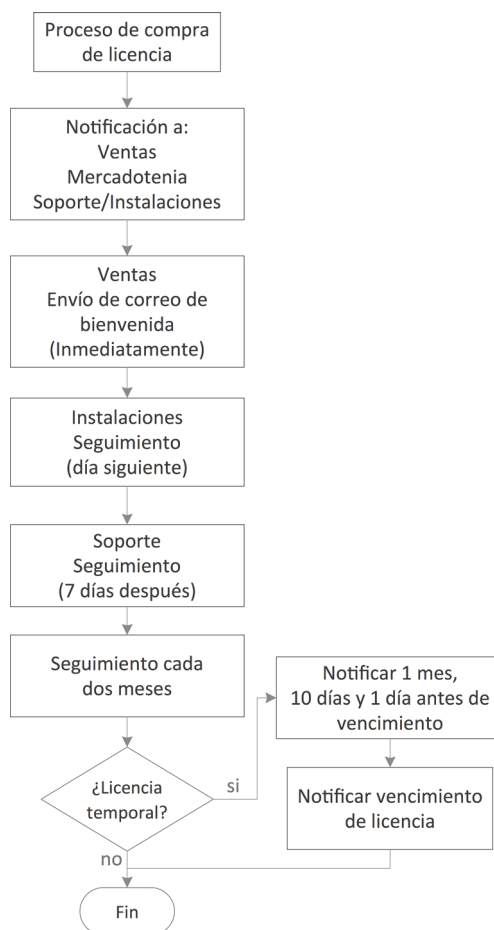 Proceso de compra
de licencia
Notificación a:
Ventas
Mercadotenia
Soporte/Instalaciones
Ventas
Envío de correo de
bienvenida
(Inmediatamente)
Instalaciones
Seguimiento
(día siguiente)
Soporte
Seguimiento
(7 días después)
Seguimiento cada
dos meses
¿Licencia
temporal?
si
Notificar 1 mes,
10 días y 1 día antes de
vencimiento
Notificar vencimiento
de licencia
no
Fin